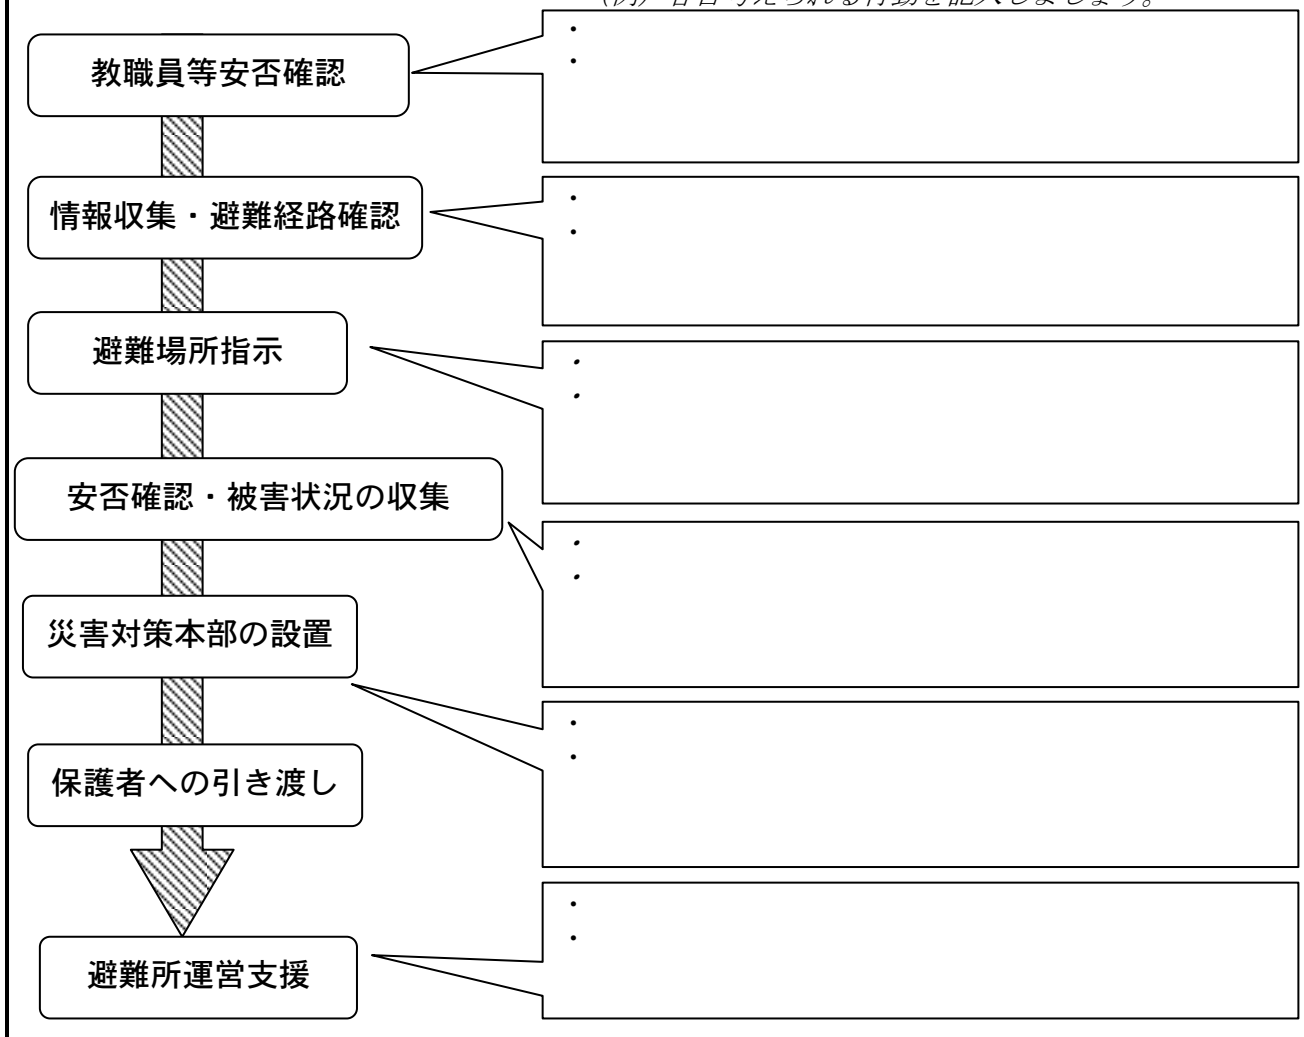 (例) 各自考えられる行動を記入しましょう。
教職員等安否確認
・
・
情報収集・避難経路確認
・
・
避難場所指示
・
・
安否確認・被害状況の収集
・
・
災害対策本部の設置
・
・
保護者への引き渡し
避難所運営支援
・
・